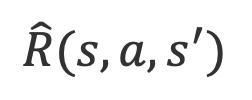 R̂(s, a, s′)